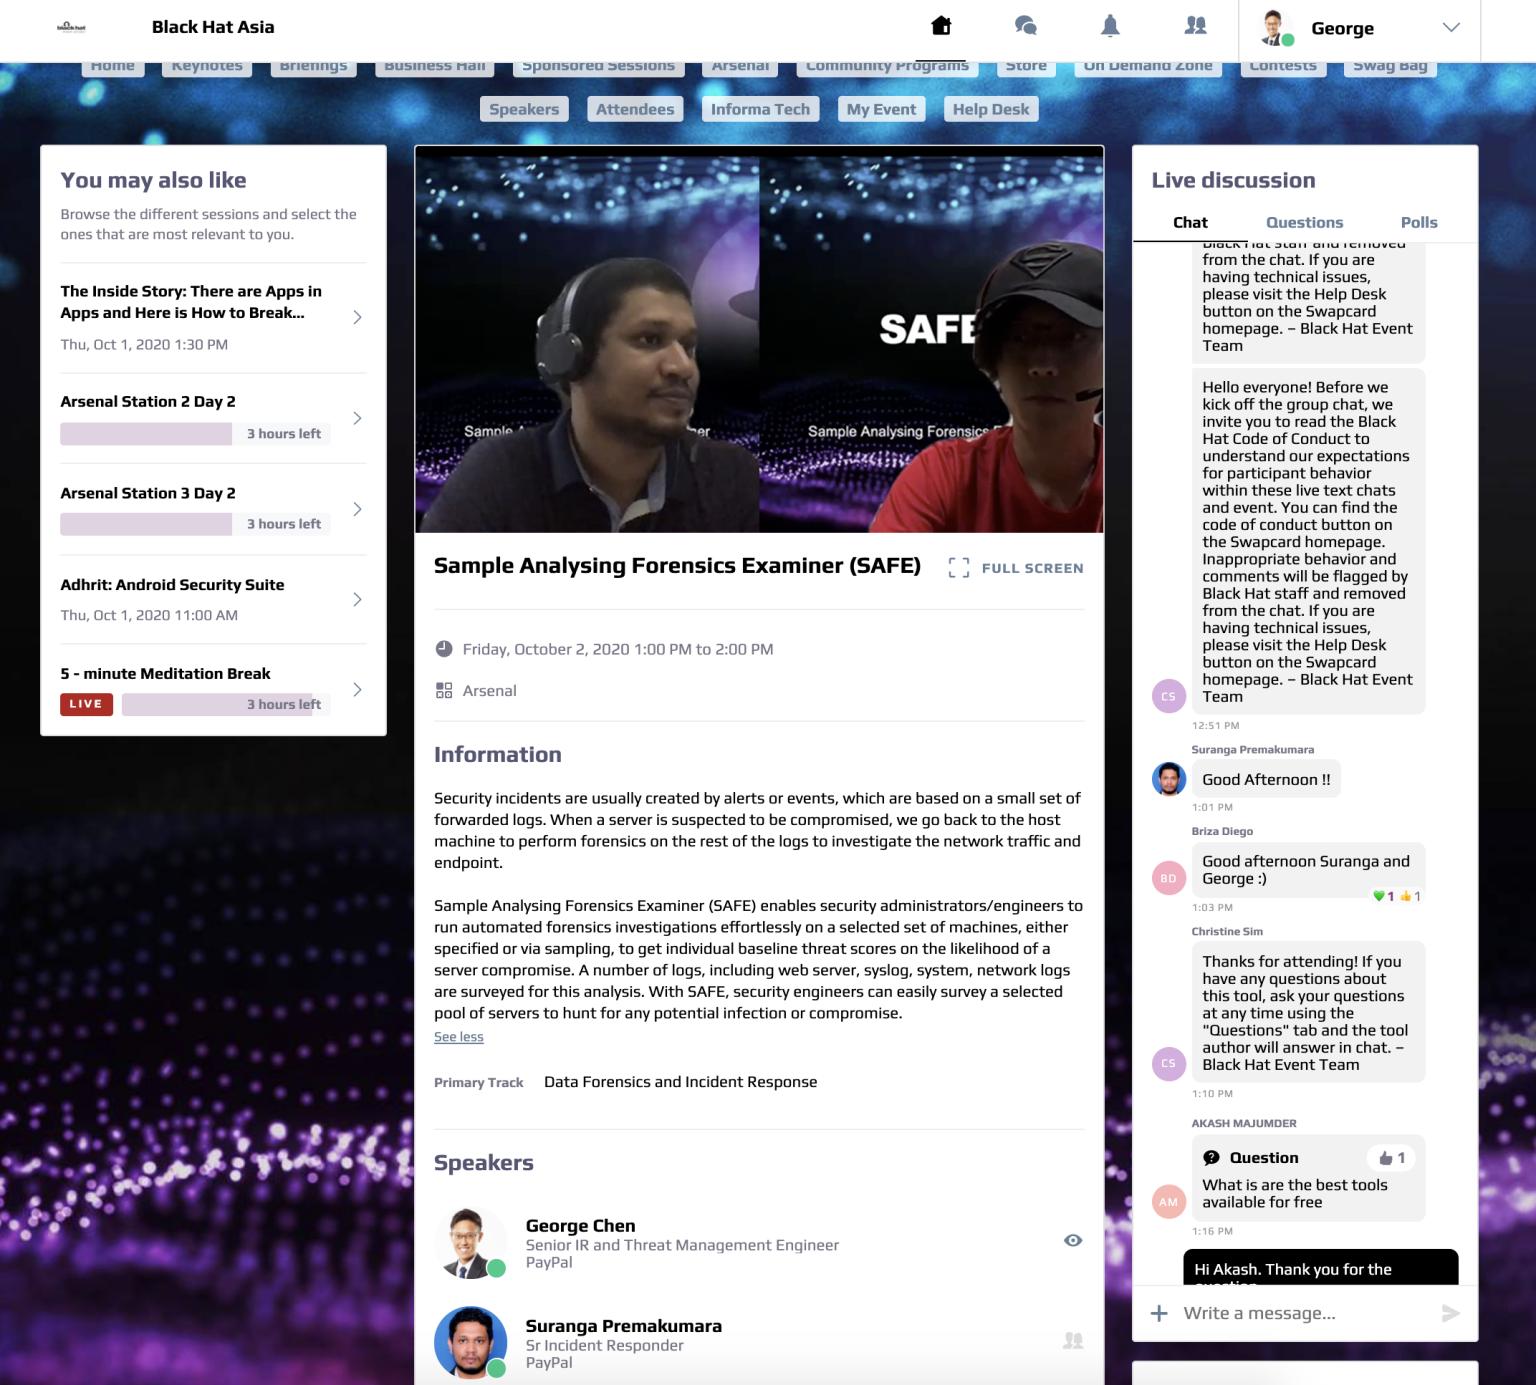 black hat
Black Hat Asia
George
Home
Keynotes
Briefings
Business Hall
Sponsored Sessions
Arsenal
Community Programs
Store
On Demand Zone
Contests
Swag Bag
Speakers
Attendees
Informa Tech
My Event
Help Desk
You may also like
Browse the different sessions and select the
ones that are most relevant to you.
The Inside Story: There are Apps in
Apps and Here is How to Break...
Thu, Oct 1, 2020 1:30 PM
Arsenal Station 2 Day 2
3 hours left
Arsenal Station 3 Day 2
3 hours left
Adhrit: Android Security Suite
Thu, Oct 1, 2020 11:00 AM
5 - minute Meditation Break
LIVE
3 hours left
SAFE
Sample
Sample Analysing Forensics
Sample Analysing Forensics Examiner (SAFE)
FULL SCREEN
Friday, October 2, 2020 1:00 PM to 2:00 PM
Arsenal
Information
Security incidents are usually created by alerts or events, which are based on a small set of
forwarded logs. When a server is suspected to be compromised, we go back to the host
machine to perform forensics on the rest of the logs to investigate the network traffic and
endpoint.
Sample Analysing Forensics Examiner (SAFE) enables security administrators/engineers to
run automated forensics investigations effortlessly on a selected set of machines, either
specified or via sampling, to get individual baseline threat scores on the likelihood of a
server compromise. A number of logs, including web server, syslog, system, network logs
are surveyed for this analysis. With SAFE, security engineers can easily survey a selected
pool of servers to hunt for any potential infection or compromise.
See less
Primary Track Data Forensics and Incident Response
Speakers
George Chen
Senior IR and Threat Management Engineer
PayPal
Suranga Premakumara
Sr Incident Responder
PayPal
Live discussion
Chat
Questions
Polls
Black Hat staff and removed
from the chat. If you are
having technical issues,
please visit the Help Desk
button on the Swapcard
homepage. – Black Hat Event
Team
Hello everyone! Before we
kick off the group chat, we
invite you to read the Black
Hat Code of Conduct to
understand our expectations
for participant behavior
within these live text chats
and event. You can find the
code of conduct button on
the Swapcard homepage.
Inappropriate behavior and
comments will be flagged by
Black Hat staff and removed
from the chat. If you are
having technical issues,
please visit the Help Desk
button on the Swapcard
homepage. – Black Hat Event
Team
CS
12:51 PM
Suranga Premakumara
Good Afternoon !!
1:01 PM
Briza Diego
Good afternoon Suranga and
George :)
BD
💚1 👍1
1:03 PM
Christine Sim
Thanks for attending! If you
have any questions about
this tool, ask your questions
at any time using the
"Questions" tab and the tool
author will answer in chat. –
Black Hat Event Team
CS
1:10 PM
AKASH MAJUMDER
Question
1
What is are the best tools
available for free
AM
1:16 PM
Hi Akash. Thank you for the
question
Write a message...